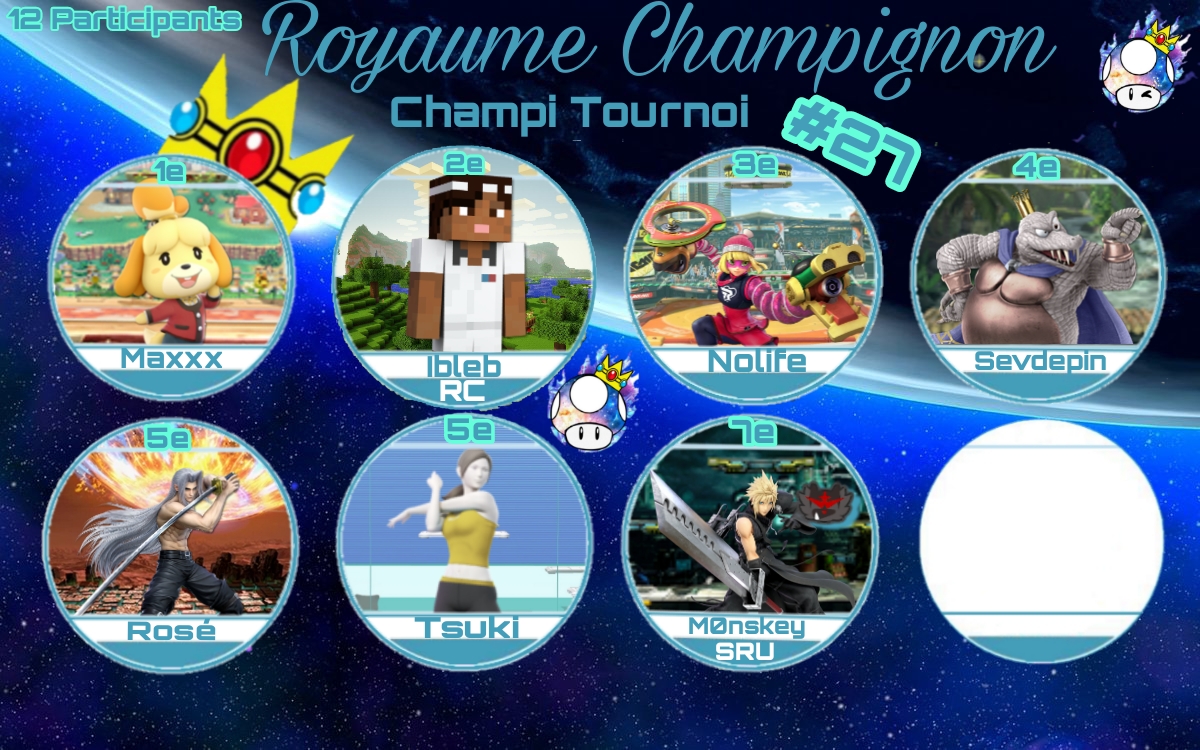 12 Participants
Royaume Champignon
Champi Tournoi
#27
1e
2e
3e
4e
Maxxx
Ibleb
RC
Nolife
Sevdepin
5e
5e
7e
Rosé
Tsuki
M0nskey
SRU